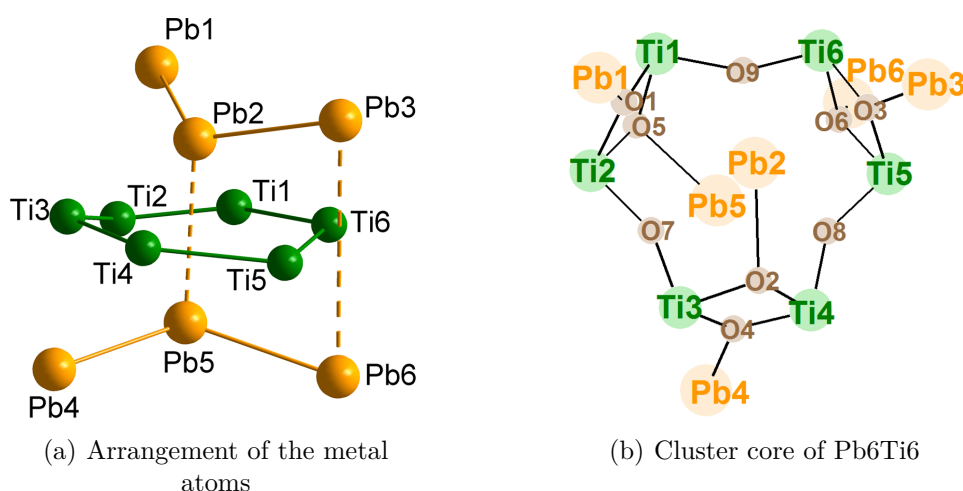 Pb1
Pb2
Pb3
Ti3
Ti2
Ti1
Ti6
Ti4
Ti5
Pb5
Pb4
Pb6
(a) Arrangement of the metal
atoms
Ti1
Ti6
O9
Pb1
Pb6
Pb3
O1
O3
O5
O6
Ti2
Pb2
Ti5
Pb5
O7
O8
O2
Ti3
Ti4
O4
Pb4
(b) Cluster core of Pb6Ti6